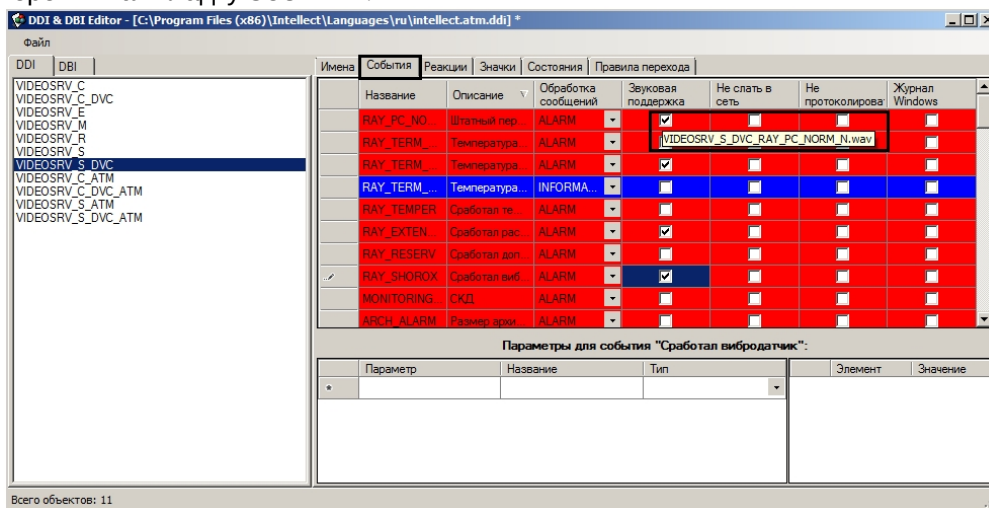 DDI & DBI Editor - [C:\Program Files (x86)\Intellect\Languages\ru\intellect.atm.ddi] *
Файл
DDI DBI
VIDEOSRV_C
VIDEOSRV_C_DVC
VIDEOSRV_E
VIDEOSRV_M
VIDEOSRV_R
VIDEOSRV_S
VIDEOSRV_S_DVC
VIDEOSRV_C_ATM
VIDEOSRV_C_DVC_ATM
VIDEOSRV_S_ATM
VIDEOSRV_S_DVC_ATM
Имена События Реакции Значки Состояния Правила перехода
Название Описание Обработка сообщений Звуковая поддержка Не слать в сеть Не протоколирова Журнал Windows
RAY_PC_NO... Штатный пер... ALARM
RAY_TERM_... Температура... ALARM
VIDEOSRV_S_DVC_RAY_PC_NORM_N.wav
RAY_TERM_... Температура... ALARM
RAY_TERM_... Температура... INFORMA...
RAY_TEMPER Сработал те... ALARM
RAY_EXTEN... Сработал рас... ALARM
RAY_RESERV Сработал доп... ALARM
RAY_SHOROX Сработал виб... ALARM
MONITORING... СКД ALARM
ARCH_ALARM Размер архи... ALARM
Параметры для события "Сработал вибродатчик":
Параметр Название Тип Элемент Значение
Всего объектов: 11